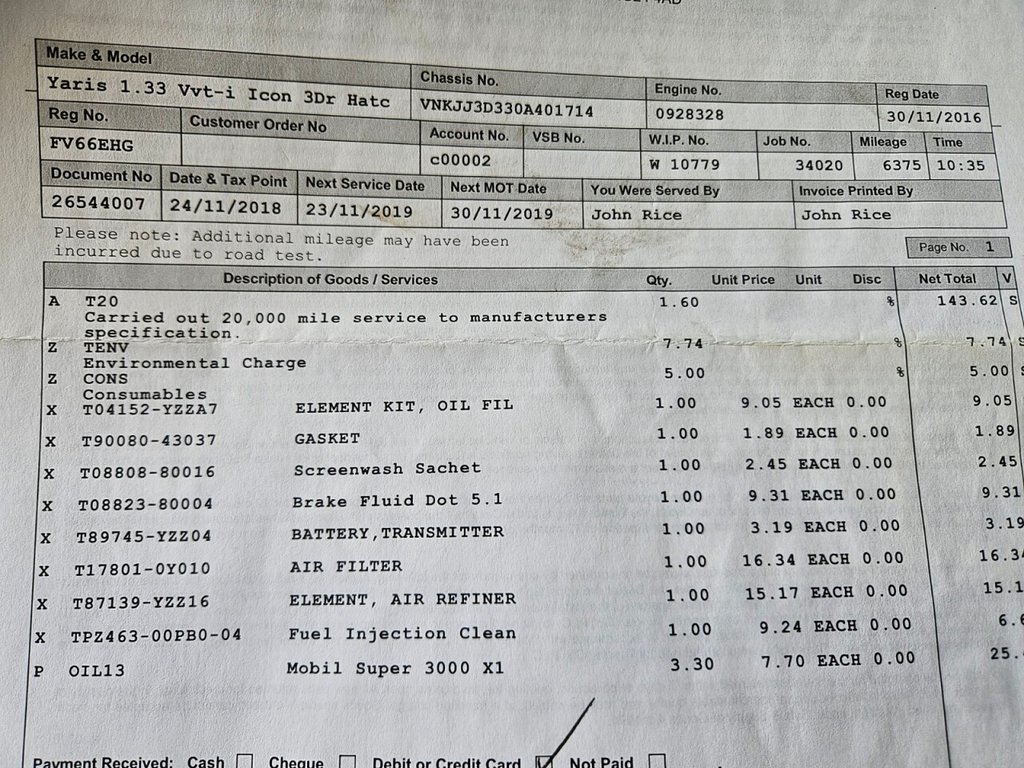 Make & Model
Chassis No.
Engine No.
Reg Date
Yaris 1.33 Vvt-i Icon 3Dr Hatc
VNKJJ3D330A401714
0928328
30/11/2016
Reg No.
Customer Order No
Account No.
VSB No.
W.I.P. No.
Job No.
Mileage
Time
FV66EHG
c00002
W 10779
34020
6375
10:35
Document No
Date & Tax Point
Next Service Date
Next MOT Date
You Were Served By
Invoice Printed By
26544007
24/11/2018
23/11/2019
30/11/2019
John Rice
John Rice
Please note: Additional mileage may have been
incurred due to road test.
Page No. 1
Description of Goods / Services Qty. Unit Price Unit Disc Net Total V
A T20 1.60 % 143.62 S
Carried out 20,000 mile service to manufacturers
specification.
Z TENV 7.74 % 7.74 S
Environmental Charge
Z CONS 5.00 % 5.00
Consumables
X T04152-YZZA7 ELEMENT KIT, OIL FIL 1.00 9.05 EACH 0.00 9.05
X T90080-43037 GASKET 1.00 1.89 EACH 0.00 1.89
X T08808-80016 Screenwash Sachet 1.00 2.45 EACH 0.00 2.45
X T08823-80004 Brake Fluid Dot 5.1 1.00 9.31 EACH 0.00 9.31
X T89745-YZZ04 BATTERY,TRANSMITTER 1.00 3.19 EACH 0.00 3.19
X T17801-0Y010 AIR FILTER 1.00 16.34 EACH 0.00 16.34
X T87139-YZZ16 ELEMENT, AIR REFINER 1.00 15.17 EACH 0.00 15.1
X TPZ463-00PB0-04 Fuel Injection Clean 1.00 9.24 EACH 0.00 6.6
P OIL13 Mobil Super 3000 X1 3.30 7.70 EACH 0.00 25.
Payment Received: Cash Cheque Debit or Credit Card Not Paid